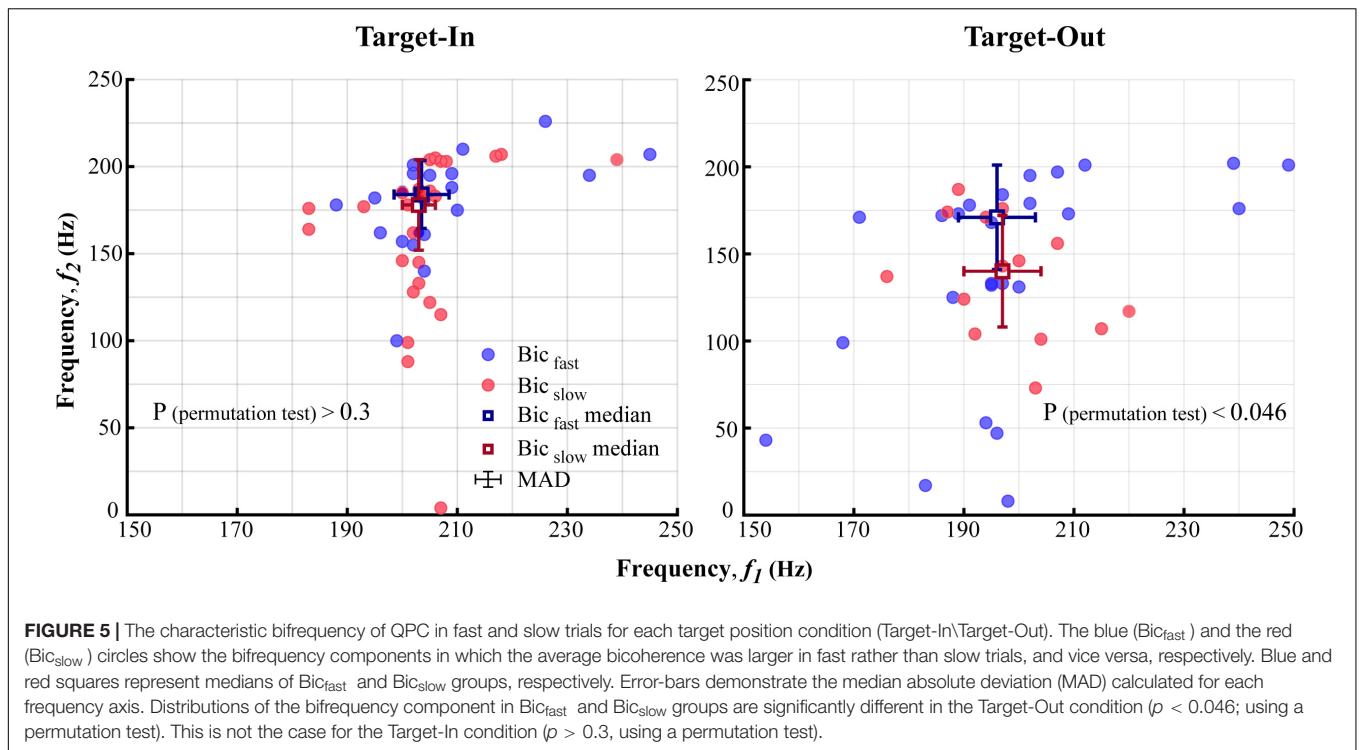 Target-In
Target-Out
Frequency, f2 (Hz)
250
200
150
100
50
0
150 170 190 210 230 250
P (permutation test) > 0.3
Bic fast
Bic slow
Bic fast median
Bic slow median
MAD
250
200
150
100
50
0
150 170 190 210 230 250
P (permutation test) < 0.046
Frequency, f1 (Hz)
FIGURE 5 | The characteristic bifrequency of QPC in fast and slow trials for each target position condition (Target-In\Target-Out). The blue (Bicfast) and the red
(Bicslow) circles show the bifrequency components in which the average bicoherence was larger in fast rather than slow trials, and vice versa, respectively. Blue and
red squares represent medians of Bicfast and Bicslow groups, respectively. Error-bars demonstrate the median absolute deviation (MAD) calculated for each
frequency axis. Distributions of the bifrequency component in Bicfast and Bicslow groups are significantly different in the Target-Out condition (p < 0.046; using a
permutation test). This is not the case for the Target-In condition (p > 0.3, using a permutation test).